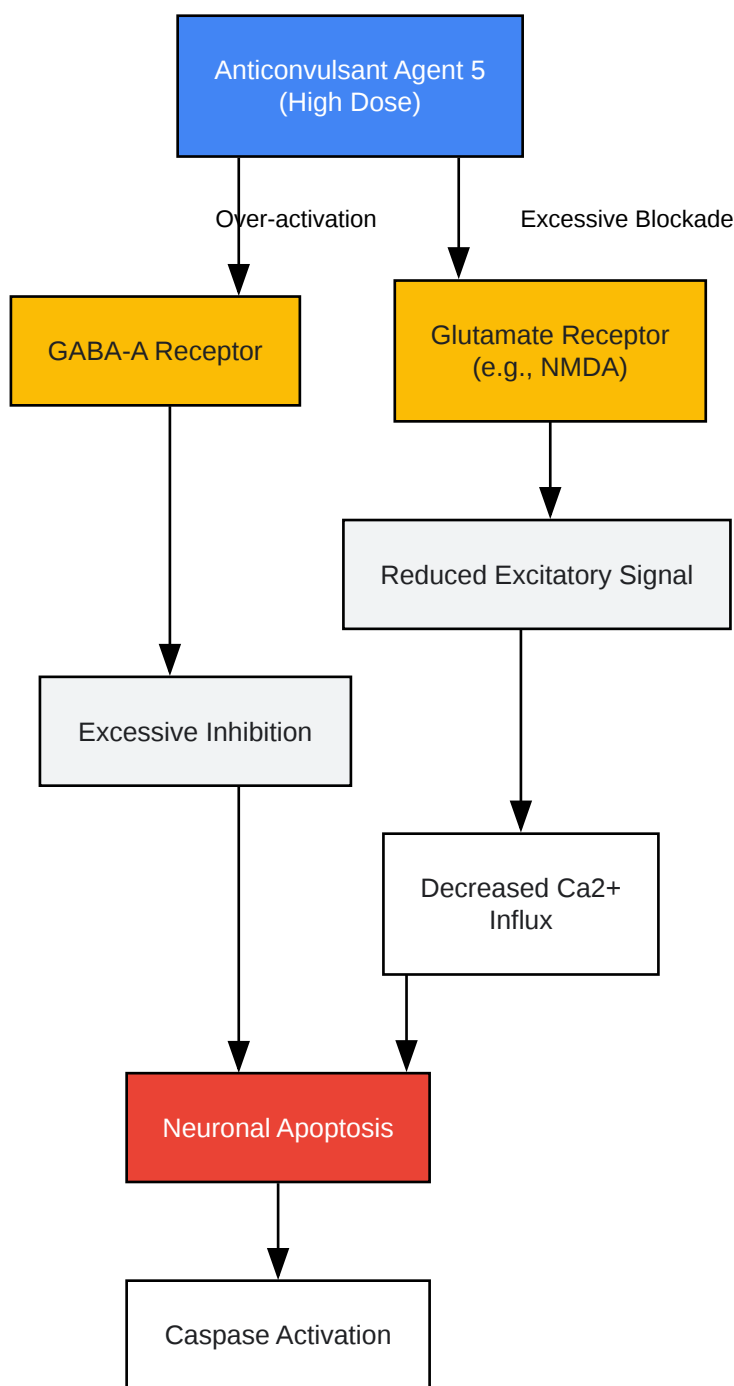 Anticonvulsant Agent 5
(High Dose)
Over-activation
Excessive Blockade
GABA-A Receptor
Glutamate Receptor
(e.g., NMDA)
Reduced Excitatory Signal
Excessive Inhibition
Decreased Ca2+
Influx
Neuronal Apoptosis
Caspase Activation